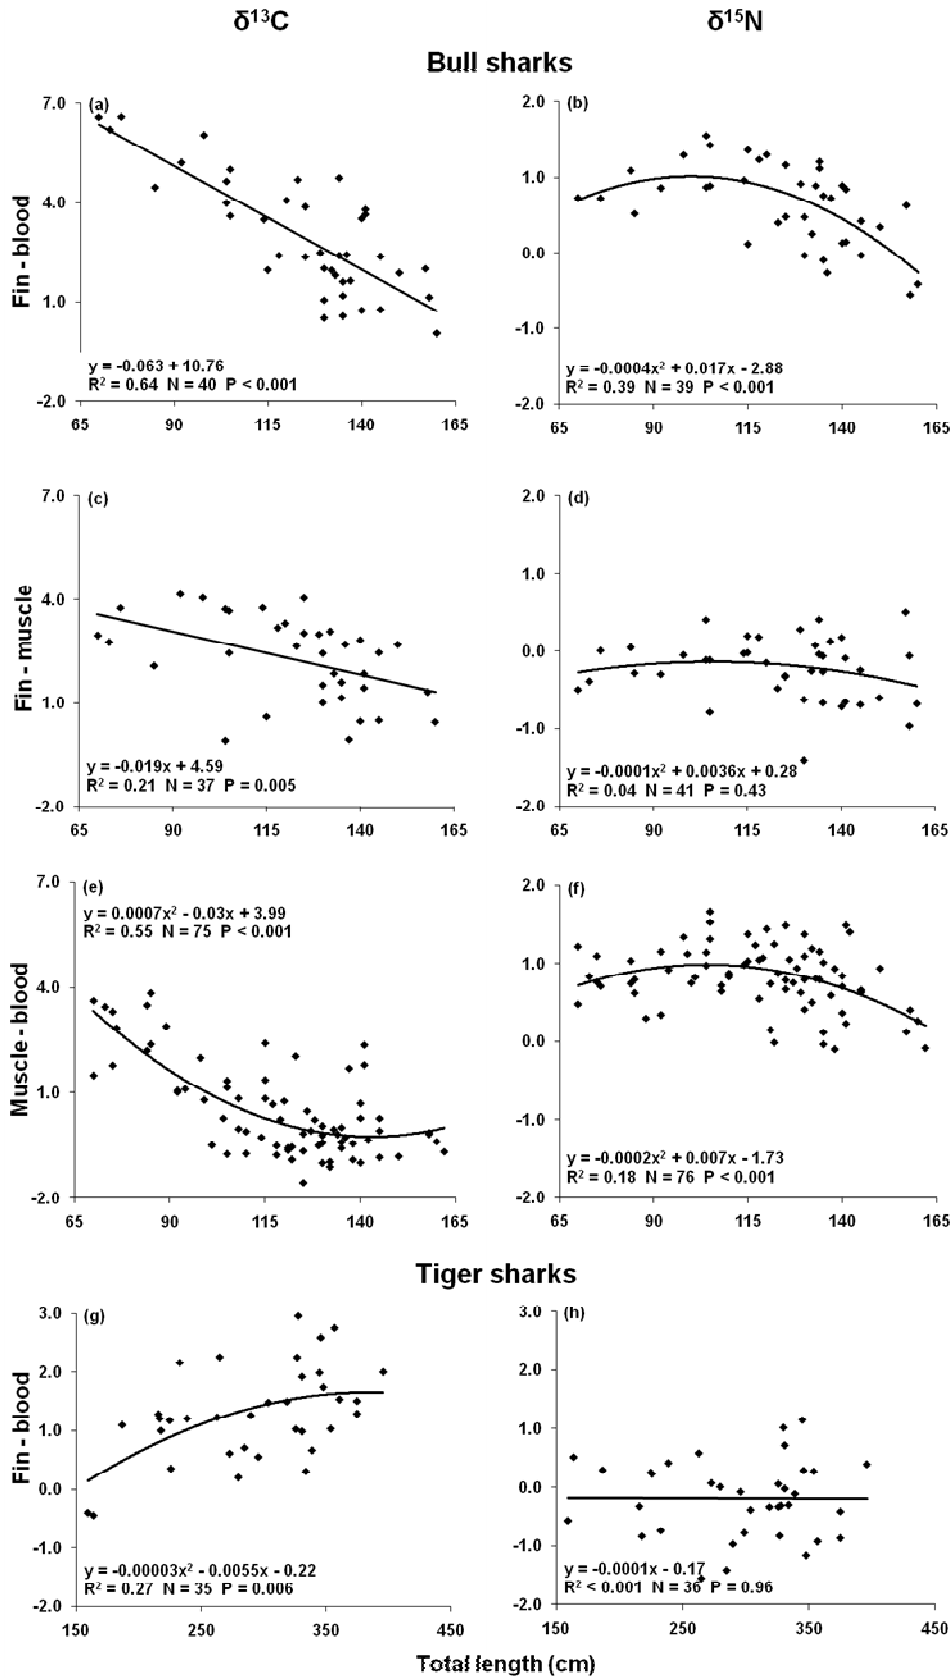 δ¹³C δ¹⁵N
Bull sharks
(a)
7.0
4.0
1.0
-2.0
Fin - blood
y = -0.063 + 10.76
R² = 0.64 N = 40 P < 0.001
65 90 115 140 165
(b)
2.0
1.0
0.0
-1.0
-2.0
y = -0.0004x² + 0.017x - 2.88
R² = 0.39 N = 39 P < 0.001
65 90 115 140 165
(c)
7.0
4.0
1.0
-2.0
Fin - muscle
y = -0.019x + 4.59
R² = 0.21 N = 37 P = 0.005
65 90 115 140 165
(d)
2.0
1.0
0.0
-1.0
-2.0
y = -0.0001x² + 0.0036x + 0.28
R² = 0.04 N = 41 P = 0.43
65 90 115 140 165
(e)
7.0
4.0
1.0
-2.0
Muscle - blood
y = 0.0007x² - 0.03x + 3.99
R² = 0.55 N = 75 P < 0.001
65 90 115 140 165
(f)
2.0
1.0
0.0
-1.0
-2.0
y = -0.0002x² + 0.007x - 1.73
R² = 0.18 N = 76 P < 0.001
65 90 115 140 165
Tiger sharks
(g)
3.0
2.0
1.0
0.0
-1.0
-2.0
Fin - blood
y = -0.00003x² - 0.0055x - 0.22
R² = 0.27 N = 35 P = 0.006
150 250 350 450
(h)
3.0
2.0
1.0
0.0
-1.0
-2.0
y = -0.0001x - 0.17
R² < 0.001 N = 36 P = 0.96
150 250 350 450
Total length (cm)